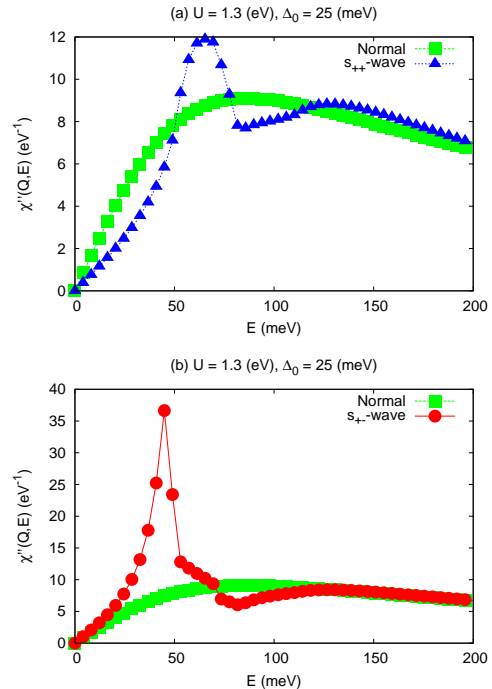 (a) U = 1.3 (eV), Δ₀ = 25 (meV)
12
10
8
6
4
2
0
χ''(Q,E) (eV⁻¹)
Normal
s₊₊-wave
0 50 100 150 200
E (meV)
(b) U = 1.3 (eV), Δ₀ = 25 (meV)
40
35
30
25
20
15
10
5
0
χ''(Q,E) (eV⁻¹)
Normal
s₊₋-wave
0 50 100 150 200
E (meV)